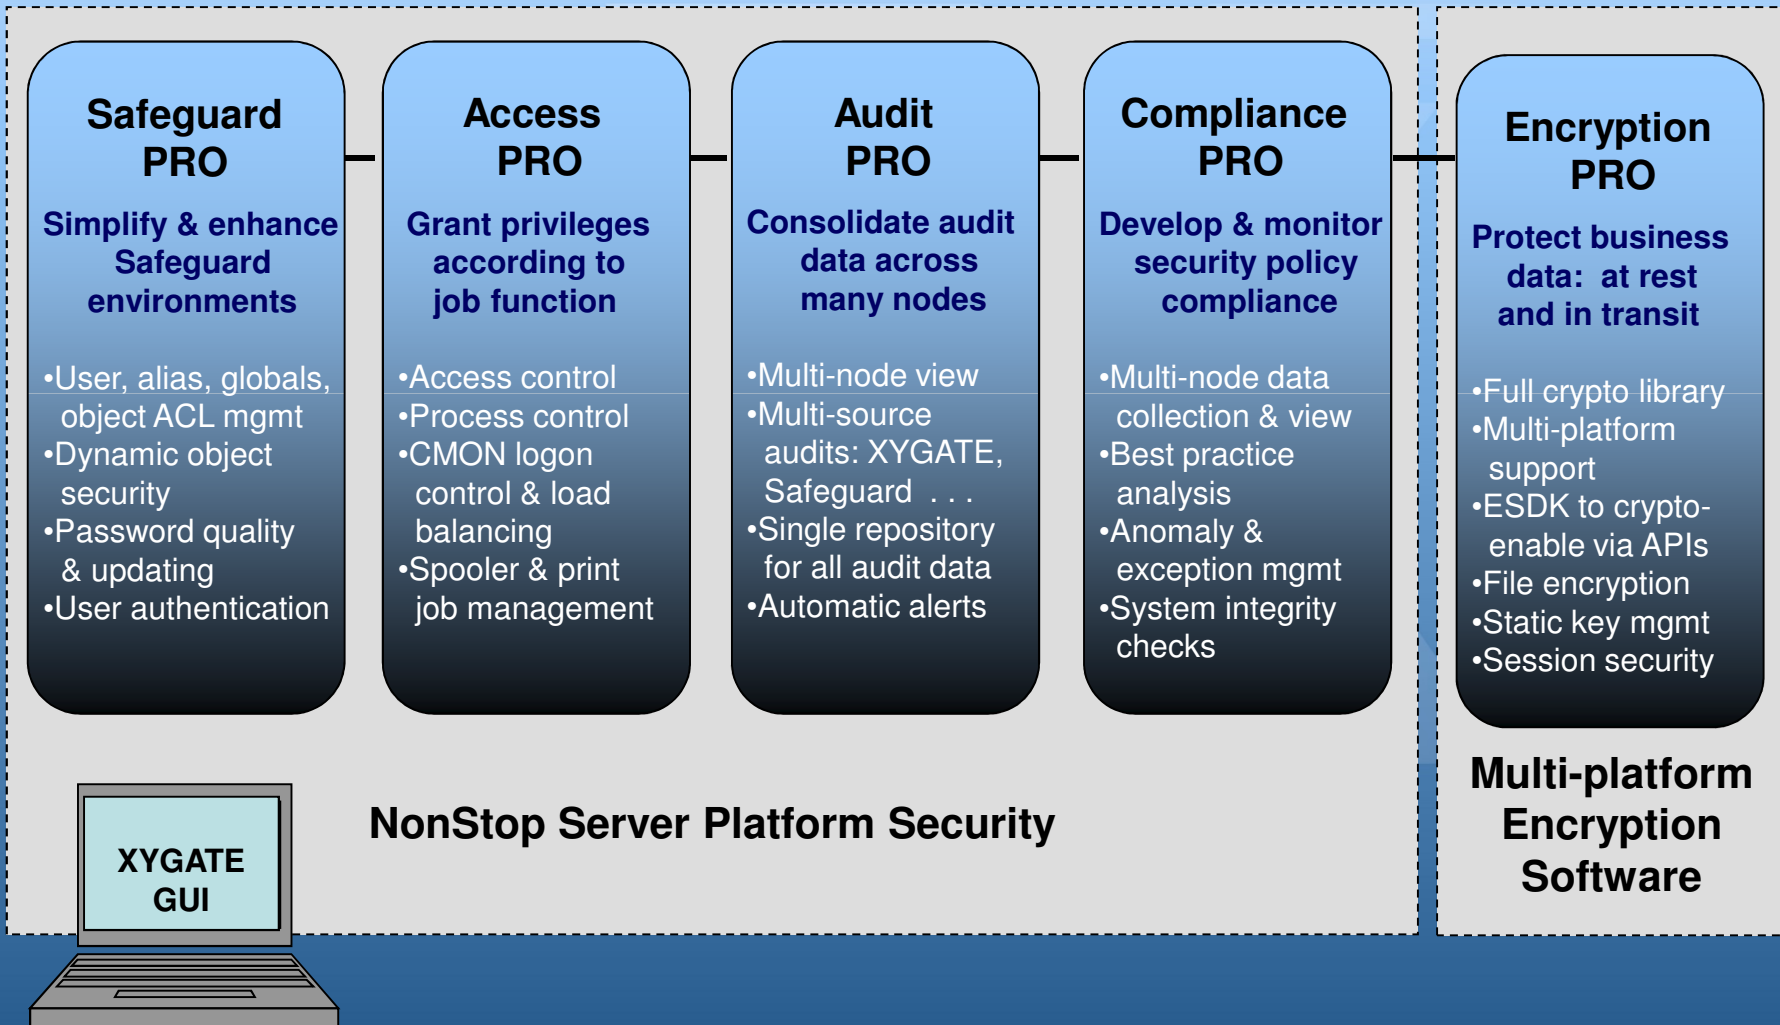 Safeguard
PRO
Simplify & enhance
Safeguard
environments
•User, alias, globals,
object ACL mgmt
•Dynamic object
security
•Password quality
& updating
•User authentication
Access
PRO
Grant privileges
according to
job function
•Access control
•Process control
•CMON logon
control & load
balancing
•Spooler & print
job management
Audit
PRO
Consolidate audit
data across
many nodes
•Multi-node view
•Multi-source
audits: XYGATE,
Safeguard . . .
•Single repository
for all audit data
•Automatic alerts
Compliance
PRO
Develop & monitor
security policy
compliance
•Multi-node data
collection & view
•Best practice
analysis
•Anomaly &
exception mgmt
•System integrity
checks
Encryption
PRO
Protect business
data: at rest
and in transit
•Full crypto library
•Multi-platform
support
•ESDK to crypto-
enable via APIs
•File encryption
•Static key mgmt
•Session security
NonStop Server Platform Security
Multi-platform
Encryption
Software
XYGATE
GUI